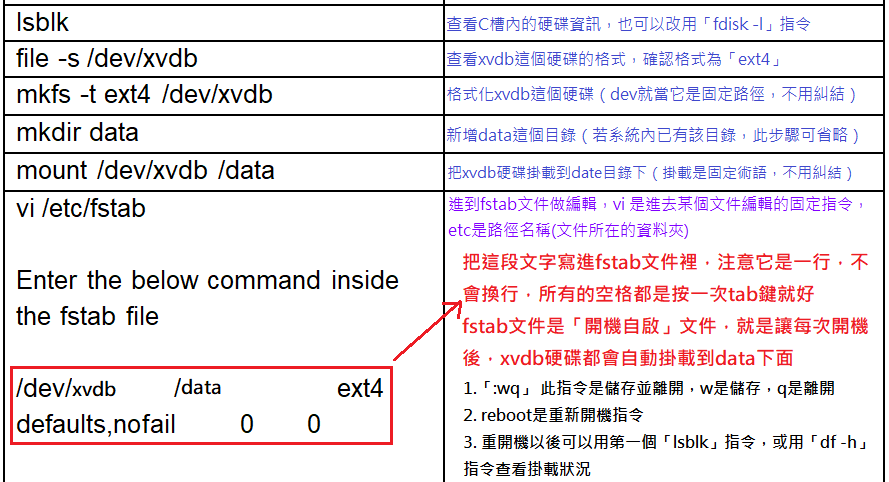 lsblk
查看C槽內的硬碟資訊，也可以改用「fdisk -l」指令
file -s /dev/xvdb
查看xvdb這個硬碟的格式，確認格式為「ext4」
mkfs -t ext4 /dev/xvdb
格式化xvdb這個硬碟（dev就當它是固定路徑，不用糾結）
mkdir data
新增data這個目錄（若系統內已有該目錄，此步驟可省略）
mount /dev/xvdb /data
把xvdb硬碟掛載到date目錄下（掛載是固定術語，不用糾結）
vi /etc/fstab
Enter the below command inside
the fstab file
/dev/xvdb /data ext4
defaults,nofail 0 0
進到fstab文件做編輯，vi 是進去某個文件編輯的固定指令，
etc是路徑名稱(文件所在的資料夾)
把這段文字寫進fstab文件裡，注意它是一行，不
會換行，所有的空格都是按一次tab鍵就好
fstab文件是「開機自啟」文件，就是讓每次開機
後，xvdb硬碟都會自動掛載到data下面
1.「:wq」 此指令是儲存並離開，w是儲存，q是離開
2. reboot是重新開機指令
3. 重開機以後可以用第一個「lsblk」指令，或用「df -h」
指令查看掛載狀況